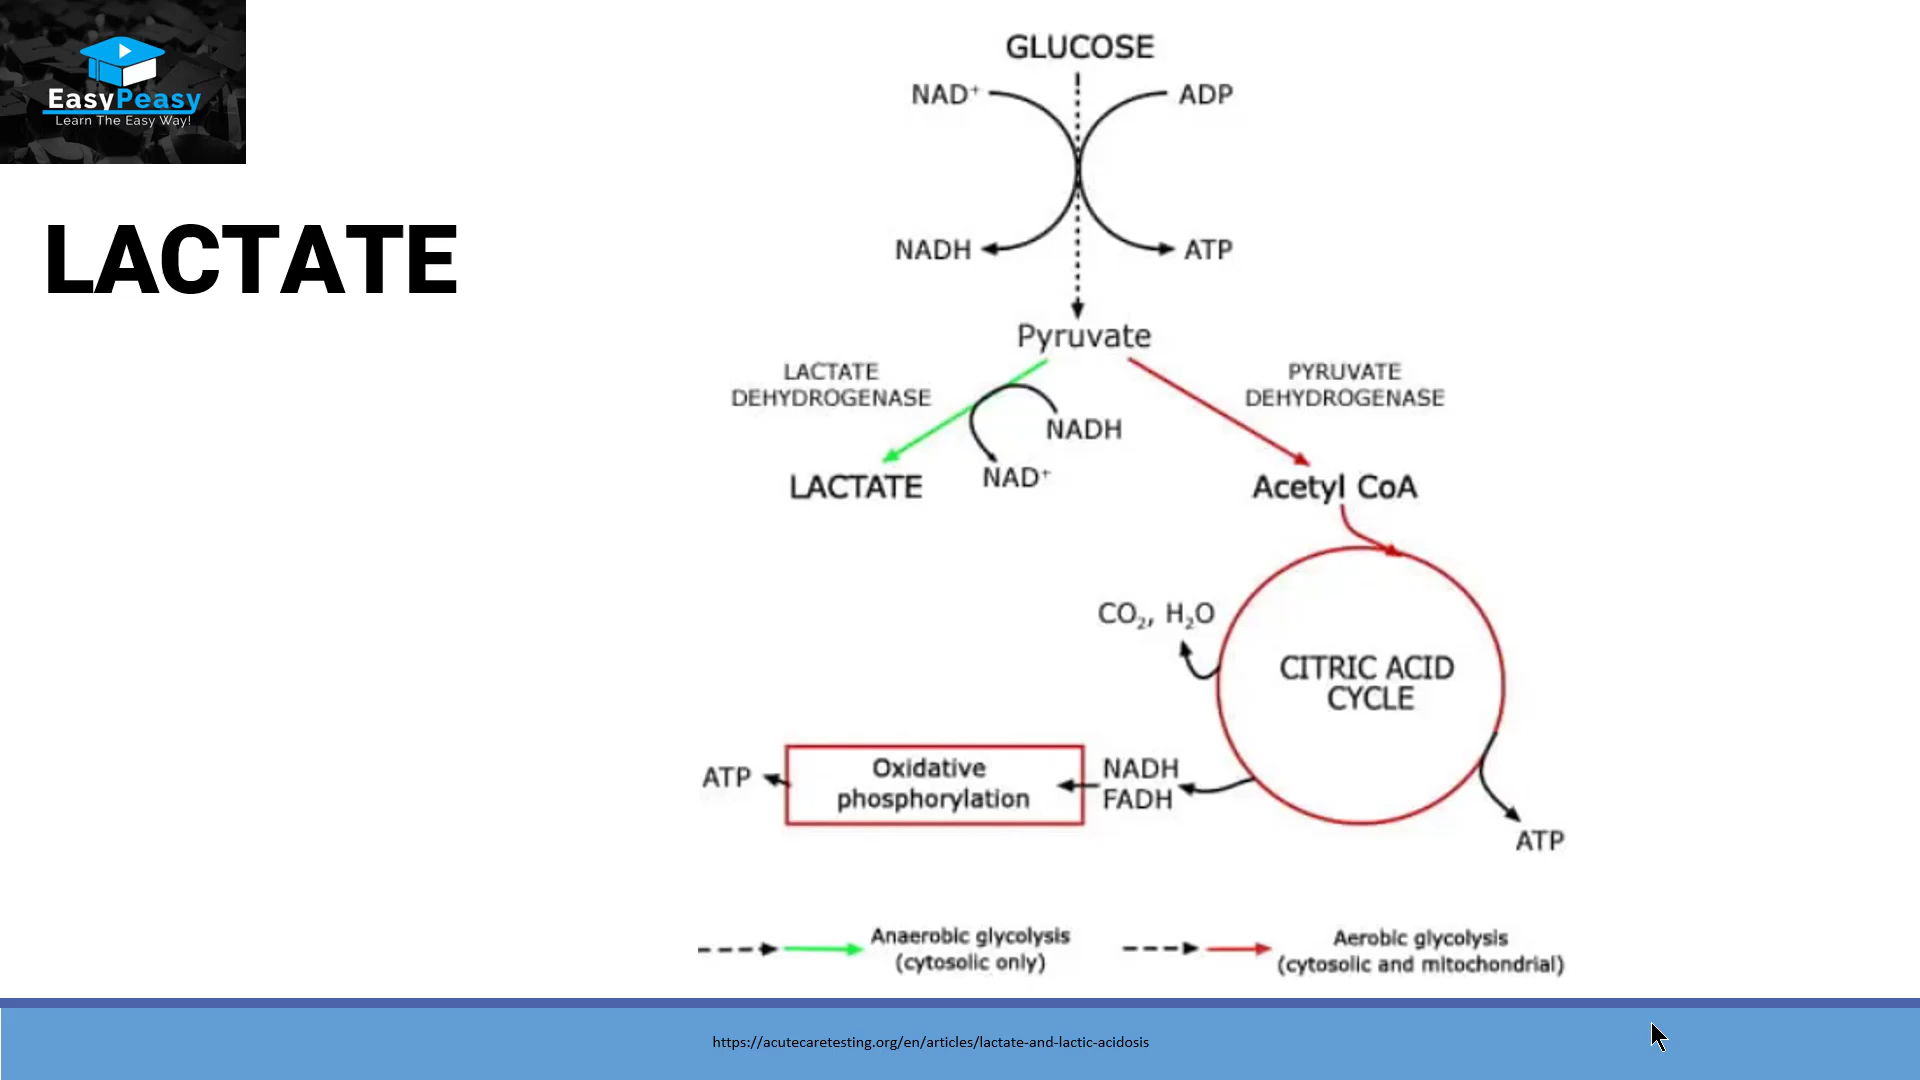 EasyPeasy
Learn The Easy Way!
LACTATE
GLUCOSE
NAD⁺
ADP
NADH
ATP
Pyruvate
LACTATE
DEHYDROGENASE
PYRUVATE
DEHYDROGENASE
NADH
NAD⁺
LACTATE
Acetyl CoA
CO₂, H₂O
CITRIC ACID
CYCLE
ATP
Oxidative
phosphorylation
NADH
FADH
ATP
Anaerobic glycolysis
(cytosolic only)
Aerobic glycolysis
(cytosolic and mitochondrial)
https://acutecaretesting.org/en/articles/lactate-and-lactic-acidosis